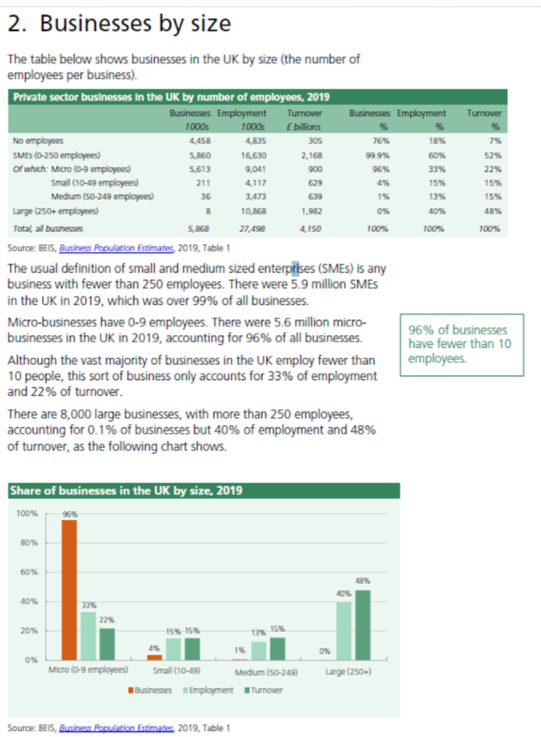 2. Businesses by size
The table below shows businesses in the UK by size (the number of
employees per business).
Private sector businesses in the UK by number of employees, 2019
Businesses Employment Turnover Businesses Employment Turnover
1000s 1000s £ billions % % %
No employees 4,458 4,835 305 76% 18% 7%
SMEs (0-250 employees) 5,860 16,630 2,168 99.9% 60% 52%
Of which: Micro (0-9 employees) 5,613 9,041 900 96% 33% 22%
Small (10-49 employees) 211 4,117 629 4% 15% 15%
Medium (50-249 employees) 36 3,473 639 1% 13% 15%
Large (250+ employees) 8 10,868 1,982 0% 40% 48%
Total, all businesses 5,868 27,498 4,150 100% 100% 100%
Source: BEIS, Business Population Estimates, 2019, Table 1
The usual definition of small and medium sized enterprises (SMEs) is any
business with fewer than 250 employees. There were 5.9 million SMEs
in the UK in 2019, which was over 99% of all businesses.
Micro-businesses have 0-9 employees. There were 5.6 million micro-
businesses in the UK in 2019, accounting for 96% of all businesses.
96% of businesses
have fewer than 10
employees.
Although the vast majority of businesses in the UK employ fewer than
10 people, this sort of business only accounts for 33% of employment
and 22% of turnover.
There are 8,000 large businesses, with more than 250 employees,
accounting for 0.1% of businesses but 40% of employment and 48%
of turnover, as the following chart shows.
Share of businesses in the UK by size, 2019
100%
80%
60%
40%
20%
0%
96% 33% 22%
4% 15% 15%
1% 13% 15%
0% 40% 48%
Micro (0-9 employees) Small (10-49) Medium (50-249) Large (250+)
Businesses Employment Turnover
Source: BEIS, Business Population Estimates, 2019, Table 1